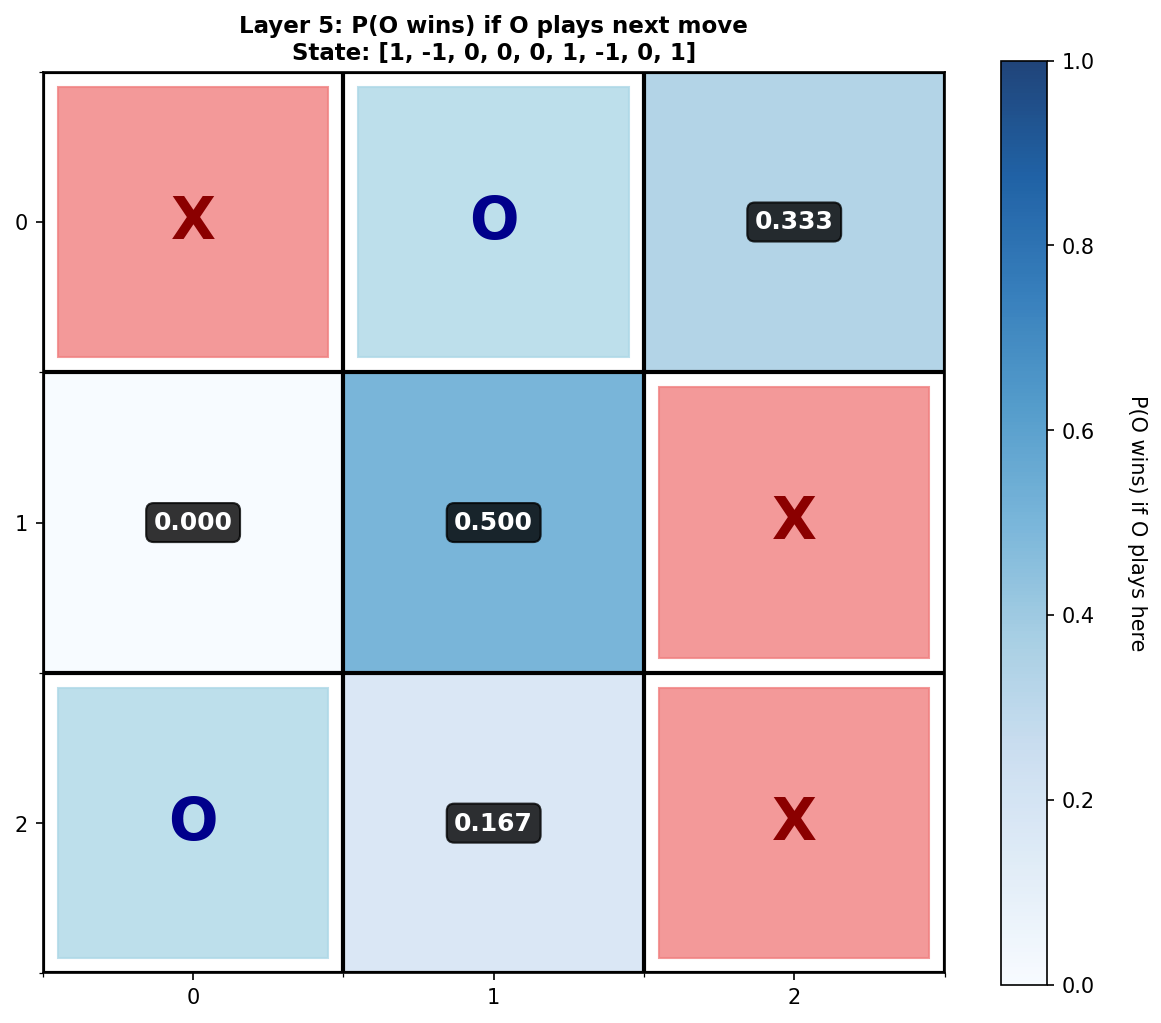 Layer 5: P(O wins) if O plays next move
State: [1, -1, 0, 0, 0, 1, -1, 0, 1]
0
X
O
0.333
1
0.000
0.500
X
2
O
0.167
X
0
1
2
1.0
0.8
0.6
0.4
0.2
0.0
P(O wins) if O plays here